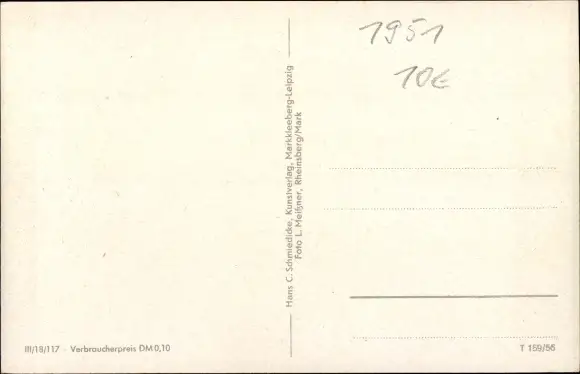 1951
10€
Hans C. Schmiedicke, Kunstverlag, Markkleeberg-Leipzig
Foto L. Meißner, Rheinsberg/Mark
III/18/117 - Verbraucherpreis DM 0,10
T 159/55